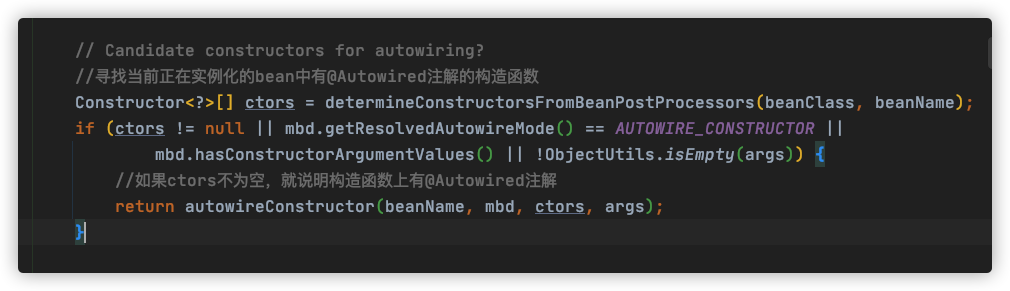 // Candidate constructors for autowiring?
//寻找当前正在实例化的bean中有@Autowired注解的构造函数
Constructor<?>[] ctors = determineConstructorsFromBeanPostProcessors(beanClass, beanName);
if (ctors != null || mbd.getResolvedAutowireMode() == AUTOWIRE_CONSTRUCTOR ||
mbd.hasConstructorArgumentValues() || !ObjectUtils.isEmpty(args)) {
//如果ctors不为空，就说明构造函数上有@Autowired注解
return autowireConstructor(beanName, mbd, ctors, args);
}